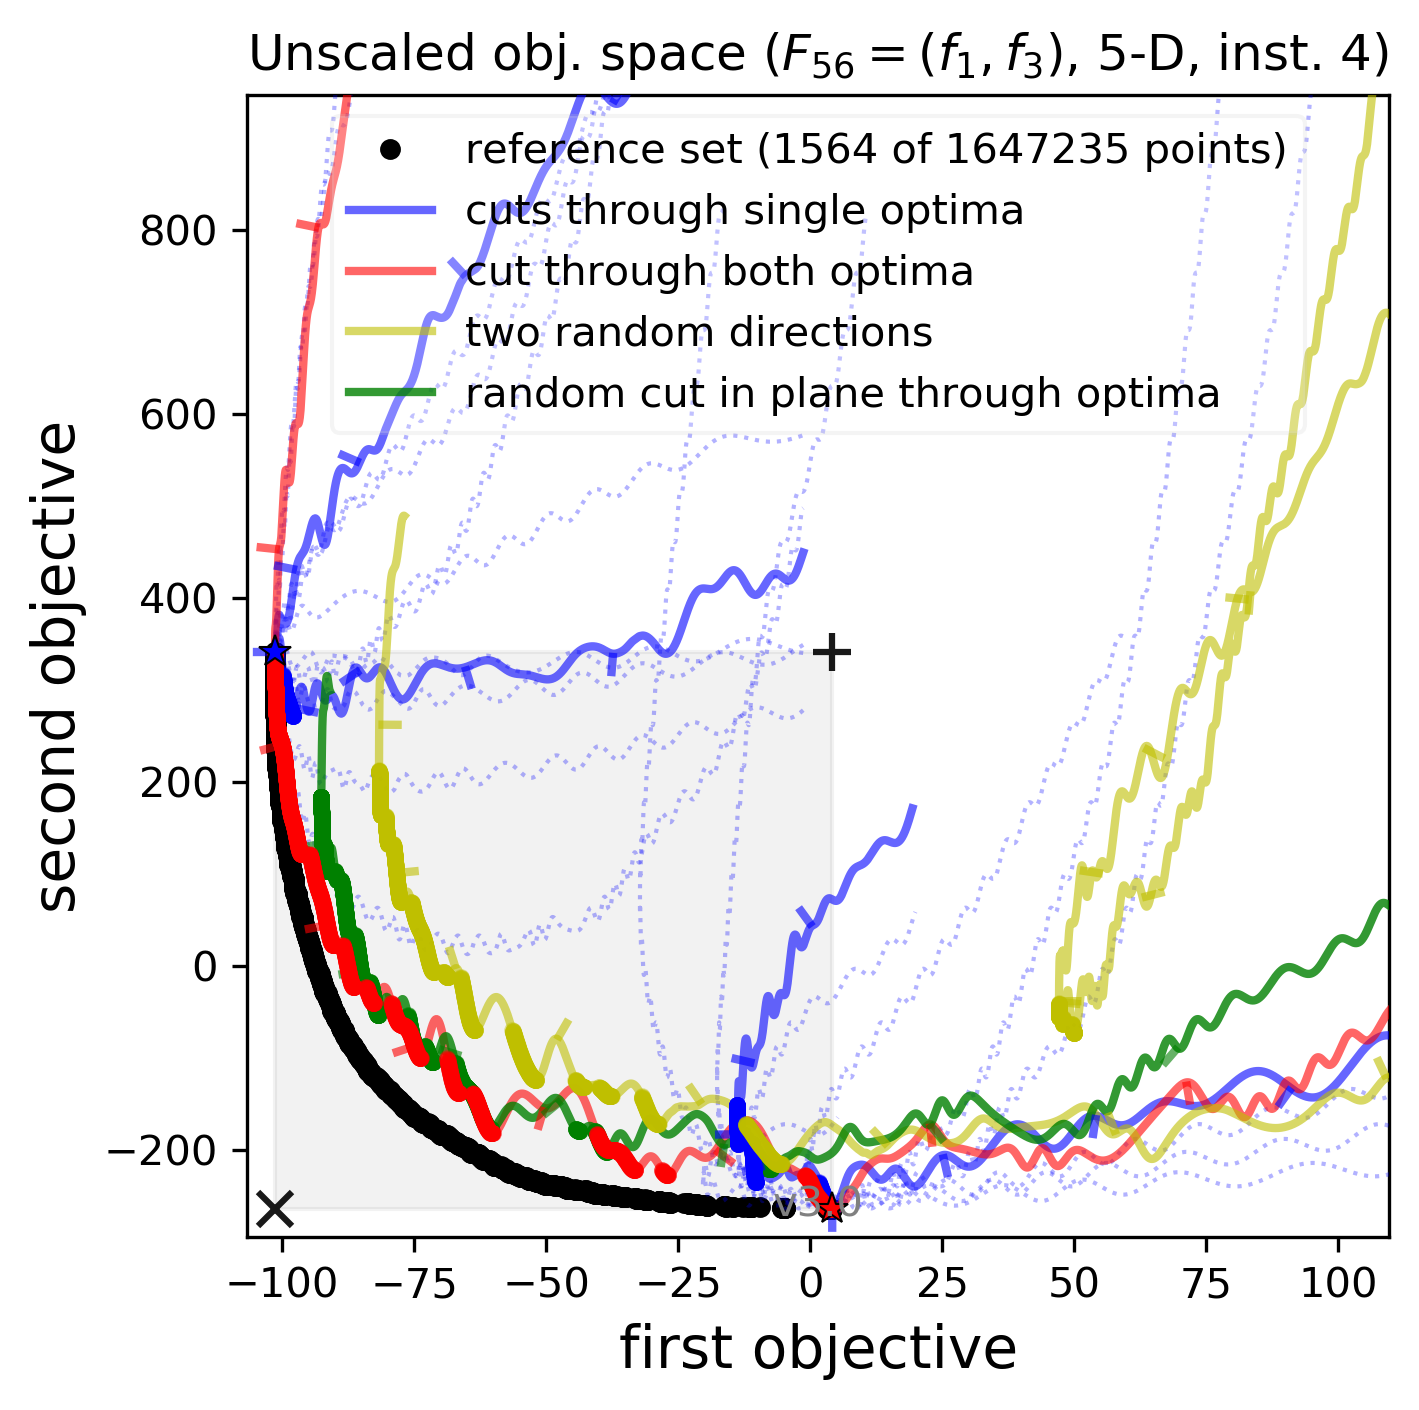 Unscaled obj. space (F56 = (f1, f3), 5-D, inst. 4)
reference set (1564 of 1647235 points)
cuts through single optima
cut through both optima
two random directions
random cut in plane through optima
second objective
800
600
400
200
0
−200
v3.0
−100 −75 −50 −25 0 25 50 75 100
first objective